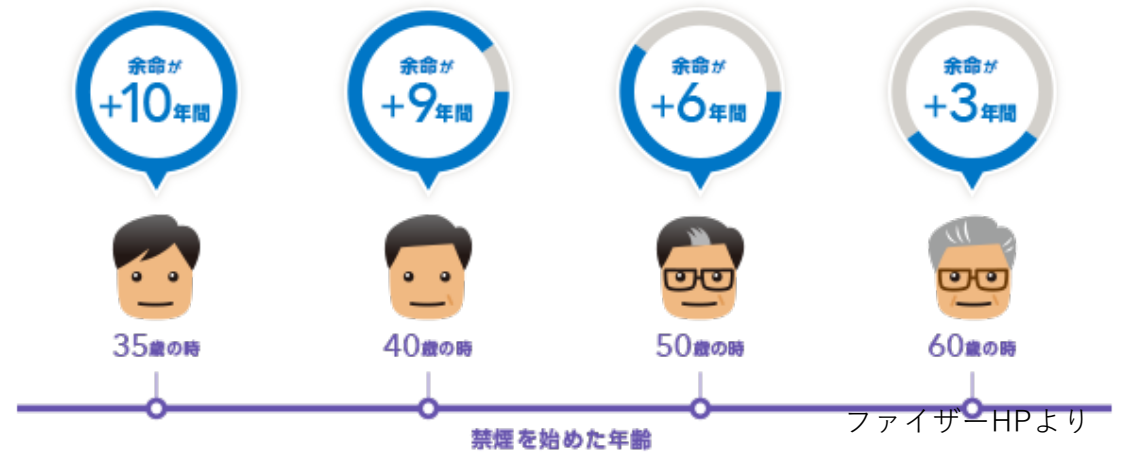 余命が
+10年間
余命が
+9年間
余命が
+6年間
余命が
+3年間
35歳の時
40歳の時
50歳の時
60歳の時
ファイザーHPより
禁煙を始めた年齢